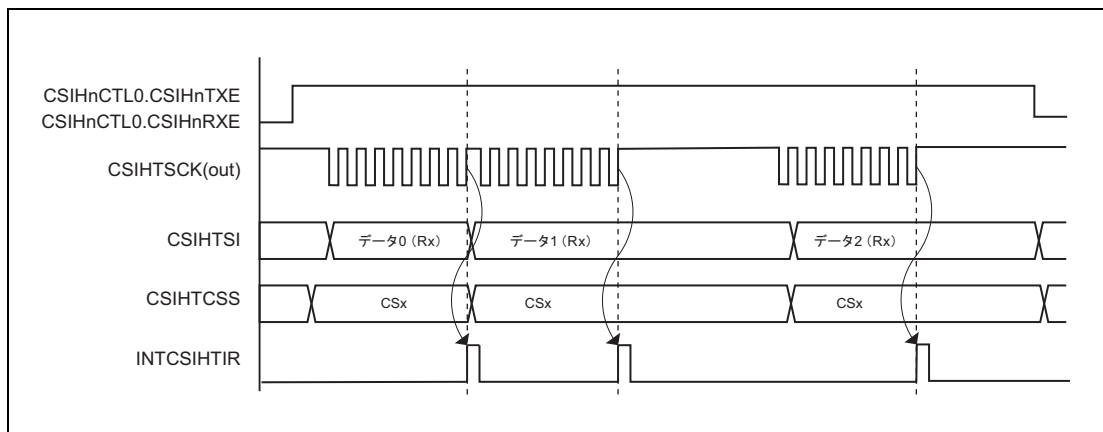 CSIHnCTL0.CSIHnTXE
CSIHnCTL0.CSIHnRXE
CSIHTSCK(out)
CSIHTSI
データ0（Rx）
データ1（Rx）
データ2（Rx）
CSIHTCSS
CSx
CSx
CSx
INTCSIHTIR